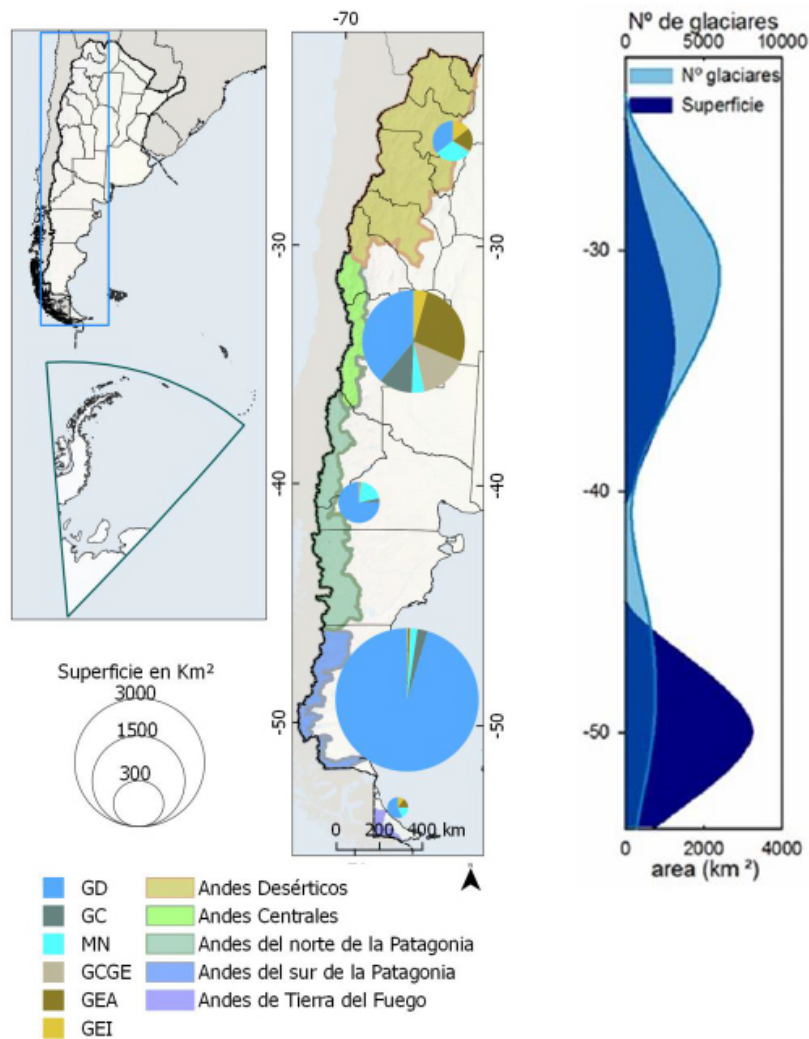 -70
-30
-30
-40
-40
-50
-50
Superficie en Km²
3000
1500
300
0 200 400 km
N
GD
GC
MN
GCGE
GEA
GEI
Andes Desérticos
Andes Centrales
Andes del norte de la Patagonia
Andes del sur de la Patagonia
Andes de Tierra del Fuego
Nº de glaciares
0 5000 10000
Nº glaciares
Superficie
-30
-40
-50
0 2000 4000
area (km ²)